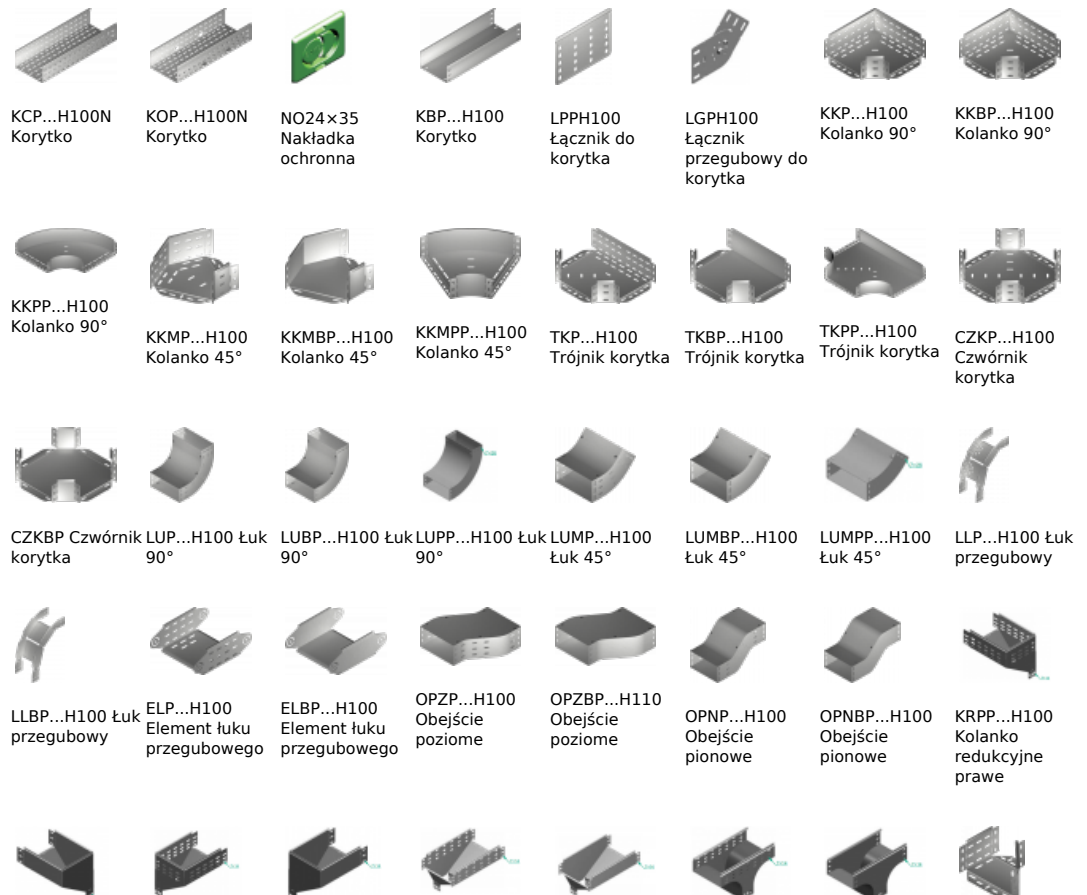 KCP...H100N
Korytko
KOP...H100N
Korytko
NO24×35
Nakładka
ochronna
KBP...H100
Korytko
LPPH100
Łącznik do
korytka
LGPH100
Łącznik
przegubowy do
korytka
KKP...H100
Kolanko 90°
KKBP...H100
Kolanko 90°
KKPP...H100
Kolanko 90°
KKMP...H100
Kolanko 45°
KKMBP...H100
Kolanko 45°
KKMPP...H100
Kolanko 45°
TKP...H100
Trójnik korytka
TKBP...H100
Trójnik korytka
TKPP...H100
Trójnik korytka
CZKP...H100
Czwórnik
korytka
CZKBP Czwórnik
korytka
LUP...H100 Łuk
90°
LUBP...H100 Łuk
90°
LUPP...H100 Łuk
90°
LUMP...H100
Łuk 45°
LUMBP...H100
Łuk 45°
LUMPP...H100
Łuk 45°
LLP...H100 Łuk
przegubowy
LLBP...H100 Łuk
przegubowy
ELP...H100
Element łuku
przegubowego
ELBP...H100
Element łuku
przegubowego
OPZP...H100
Obejście
poziome
OPZBP...H110
Obejście
poziome
OPNP...H100
Obejście
pionowe
OPNBP...H100
Obejście
pionowe
KRPP...H100
Kolanko
redukcyjne
prawe